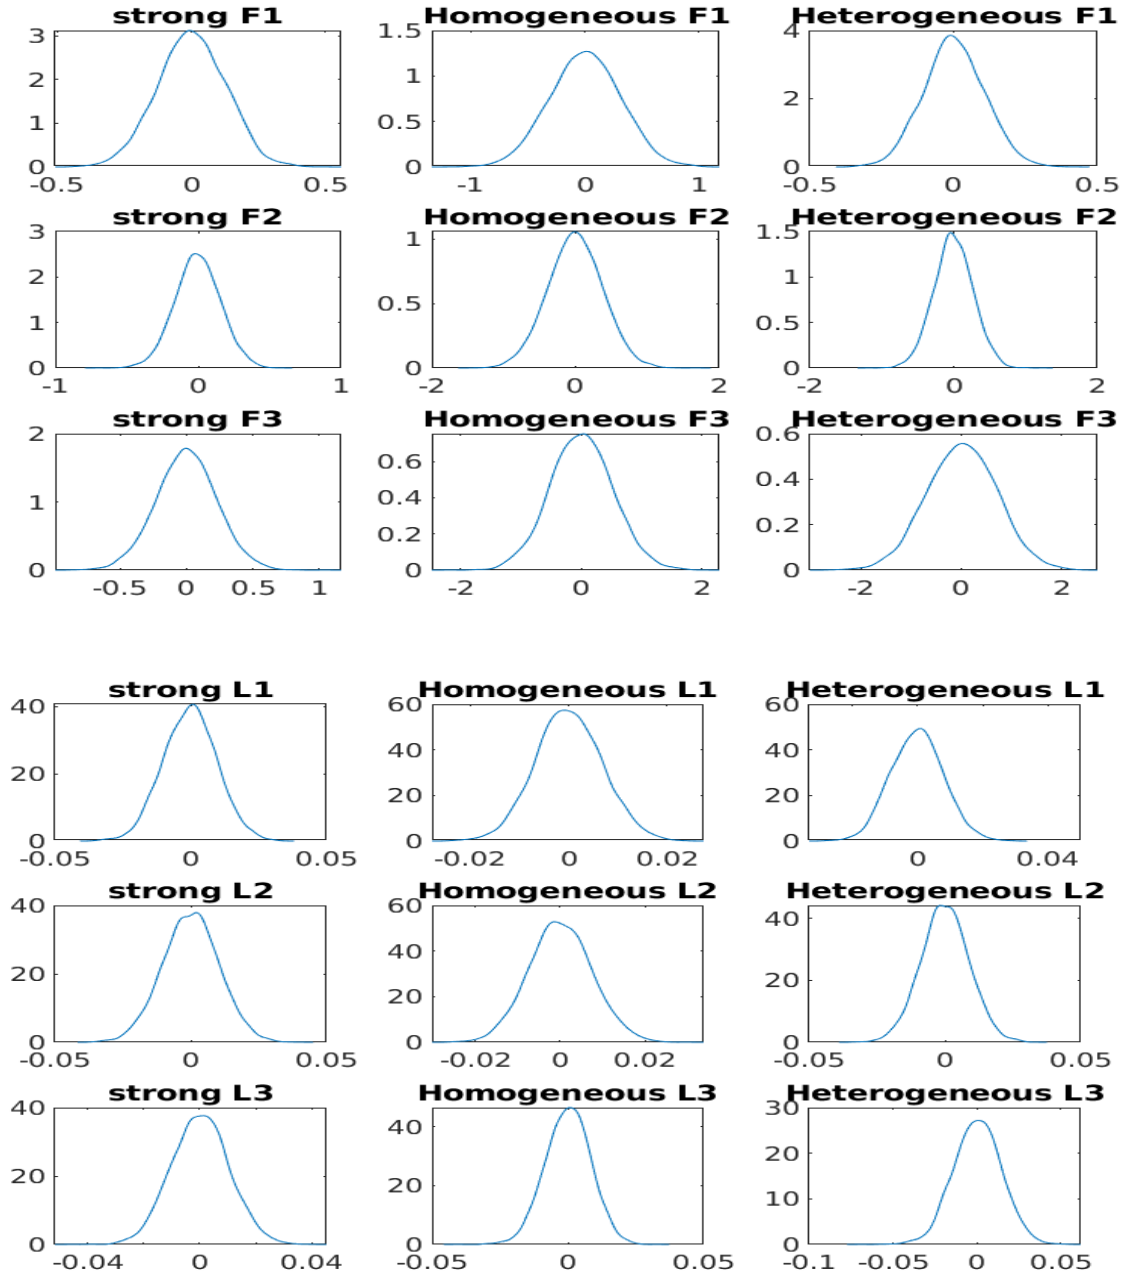 strong F1 Homogeneous F1 Heterogeneous F1
3 1.5 4
2 1 2
1 0.5
0 0 0
-0.5 0 0.5 -1 0 1 -0.5 0 0.5
strong F2 Homogeneous F2 Heterogeneous F2
3 1 1.5
2 0.5 1
1 0.5
0 0 0
-1 0 1 -2 0 2 -2 0 2
strong F3 Homogeneous F3 Heterogeneous F3
2 0.6 0.6
1 0.4 0.4
0.2 0.2
0 0 0
-0.5 0 0.5 1 -2 0 2 -2 0 2
strong L1 Homogeneous L1 Heterogeneous L1
40 60 60
20 40 40
20 20
0 0 0
-0.05 0 0.05 -0.02 0 0.02 0 0.04
strong L2 Homogeneous L2 Heterogeneous L2
40 60 40
20 40 20
20
0 0 0
-0.05 0 0.05 -0.02 0 0.02 -0.05 0 0.05
strong L3 Homogeneous L3 Heterogeneous L3
40 40 30
20 20 20
10
0 0 0
-0.04 0 0.04 -0.05 0 0.05 -0.1 -0.05 0 0.05